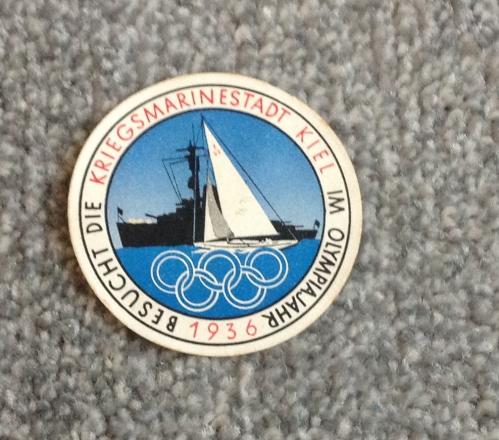 BESUCHT DIE KRIEGSMARINESTADT KIEL IM OLYMPIAJAHR 1936